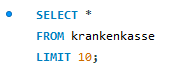 SELECT *
FROM krankenkasse
LIMIT 10;